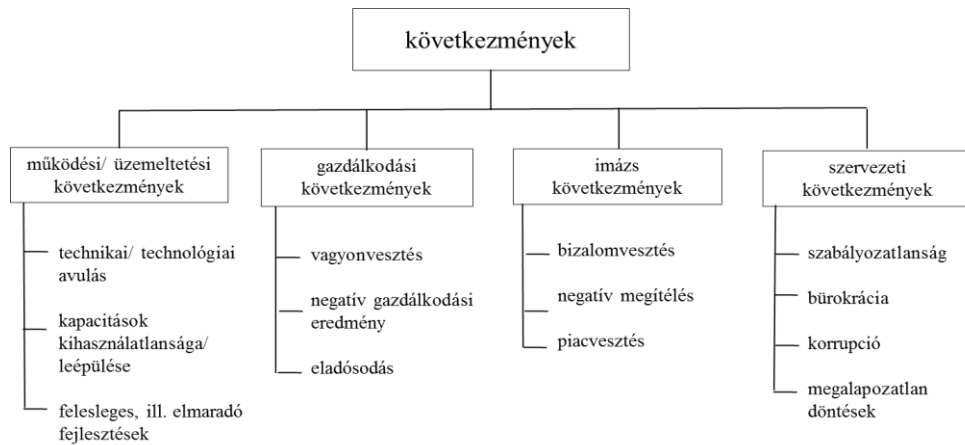 következmények
működési/ üzemeltetési
következmények
technikai/ technológiai
avulás
kapacitások
kihasználatlansága/
leépülése
felesleges, ill. elmaradó
fejlesztések
gazdálkodási
következmények
vagyonvesztés
negatív gazdálkodási
eredmény
eladósodás
imázs
következmények
bizalomvesztés
negatív megítélés
piacvesztés
szervezeti
következmények
szabályozatlanság
bürokrácia
korrupció
megalapozatlan
döntések